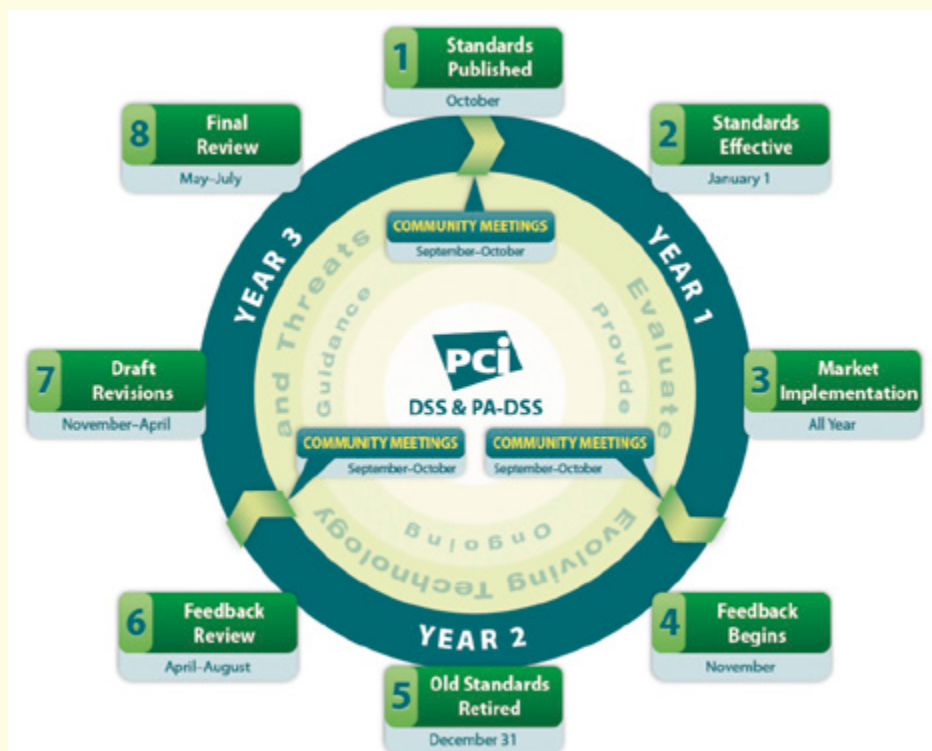 1
Standards
Published
October
2
Standards
Effective
January 1
3
Market
Implementation
All Year
4
Feedback
Begins
November
5
Old Standards
Retired
December 31
6
Feedback
Review
April–August
7
Draft
Revisions
November–April
8
Final
Review
May–July
YEAR 1
YEAR 2
YEAR 3
COMMUNITY MEETINGS
September–October
COMMUNITY MEETINGS
September–October
COMMUNITY MEETINGS
September–October
Evaluate
Evolving Technology
and Threats
Provide
Ongoing
Guidance
PCi
DSS & PA-DSS